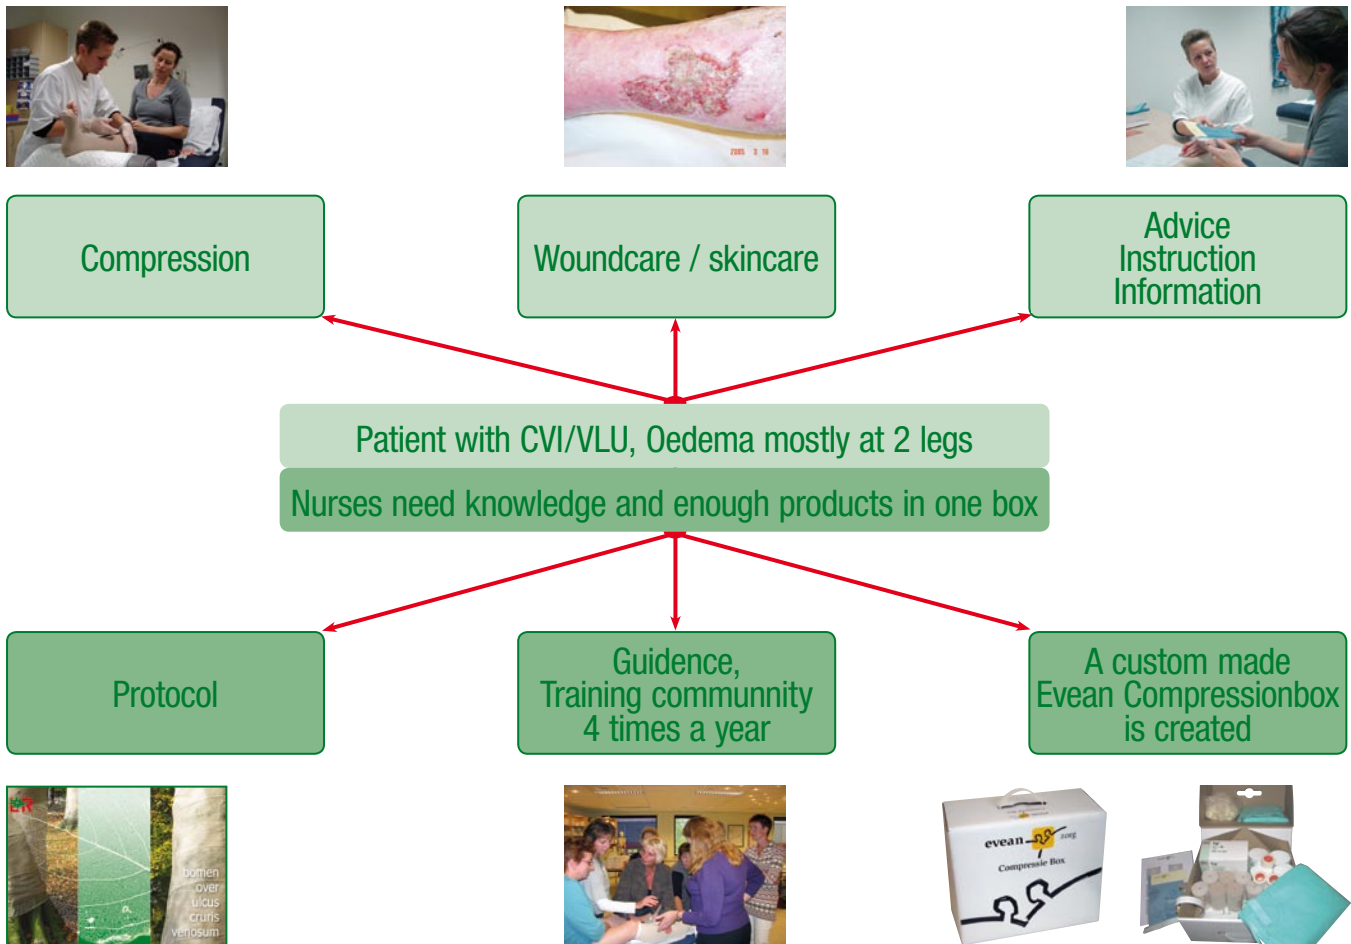 2005 3 16
Compression
Woundcare / skincare
Advice
Instruction
Information
Patient with CVI/VLU, Oedema mostly at 2 legs
Nurses need knowledge and enough products in one box
Protocol
Guidence,
Training communnity
4 times a year
A custom made
Evean Compressionbox
is created
L&R
bomen
over
ulcus
cruris
venosum
evean zorg
Compressie Box